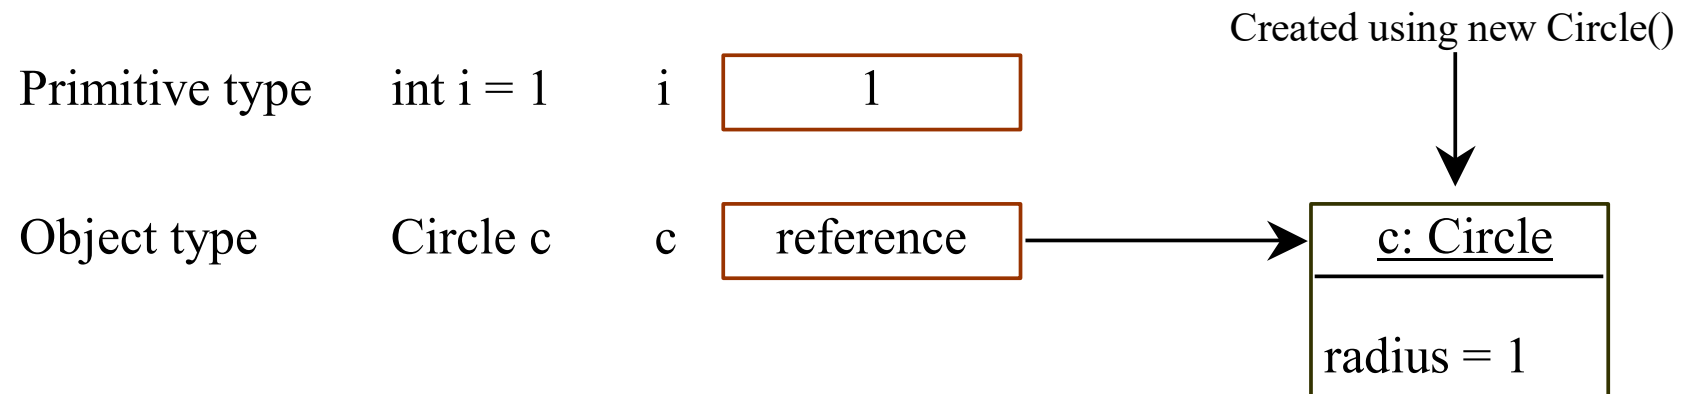 Created using new Circle()
Primitive type int i = 1 i 1
Object type Circle c c reference c: Circle
radius = 1